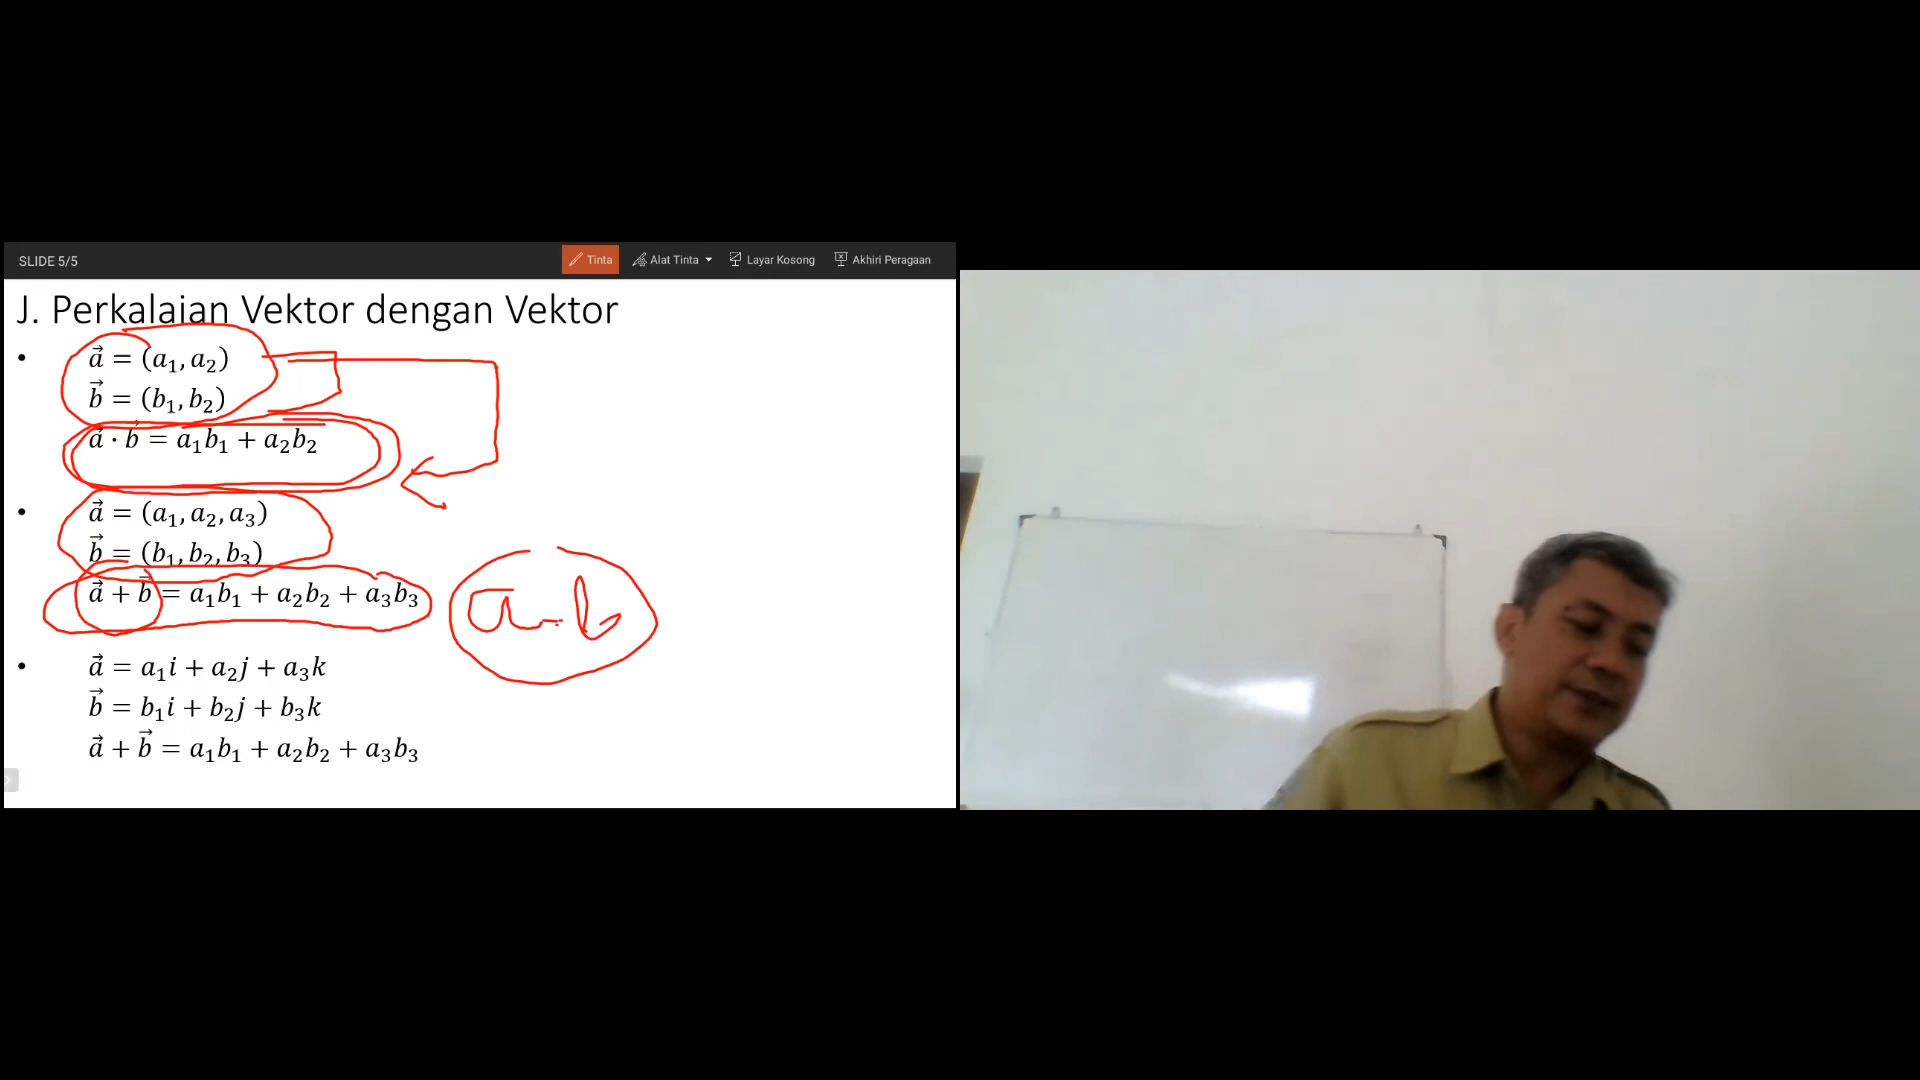 SLIDE 5/5
Tinta Alat Tinta Layar Kosong Akhiri Peragaan
J. Perkalaian Vektor dengan Vektor
• a⃗ = (a₁, a₂)
b⃗ = (b₁, b₂)
a⃗ · b⃗ = a₁b₁ + a₂b₂
• a⃗ = (a₁, a₂, a₃)
b⃗ = (b₁, b₂, b₃)
a⃗ + b⃗ = a₁b₁ + a₂b₂ + a₃b₃
a.b
• a⃗ = a₁i + a₂j + a₃k
b⃗ = b₁i + b₂j + b₃k
a⃗ + b⃗ = a₁b₁ + a₂b₂ + a₃b₃